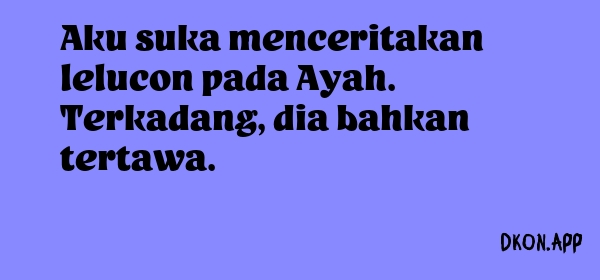 Aku suka menceritakan
lelucon pada Ayah.
Terkadang, dia bahkan
tertawa.
DKON.APP